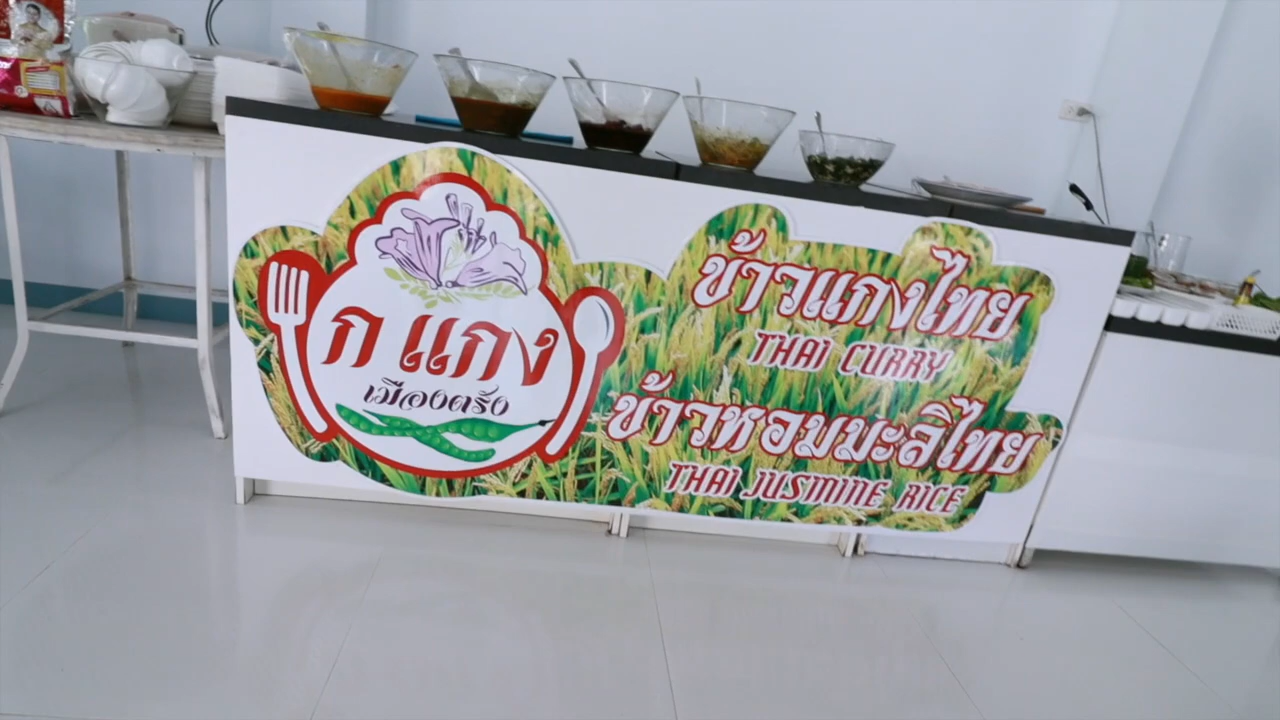 ก แกง
เมืองตรัง
ข้าวแกงไทย
THAI CURRY
ข้าวหอมมะลิไทย
THAI JUSMINE RICE